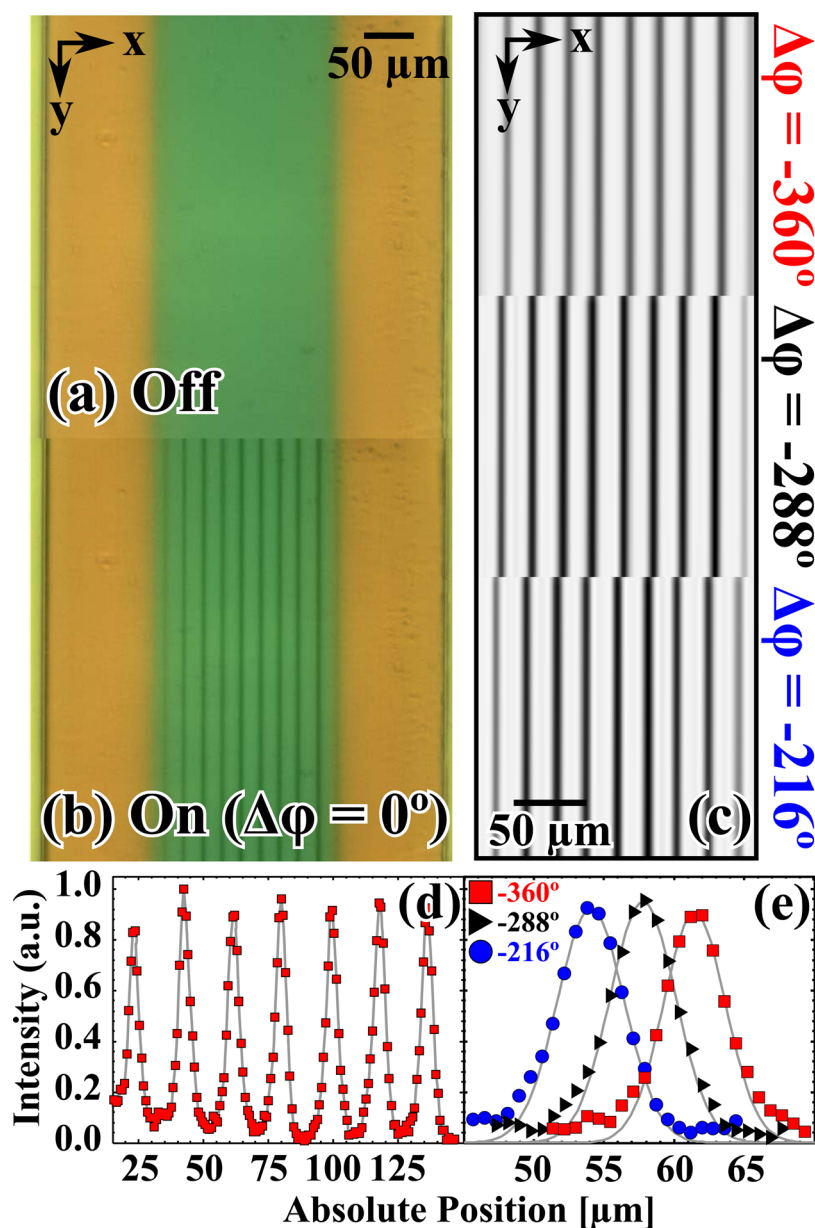 x
y
50 µm
(a) Off
(b) On (Δφ = 0º)
x
y
50 µm
(c)
Δφ = -360º
Δφ = -288º
Δφ = -216º
(d)
Intensity (a.u.)
1.0
0.8
0.6
0.4
0.2
0.0
25 50 75 100 125
(e)
-360º
-288º
-216º
50 55 60 65
Absolute Position [µm]